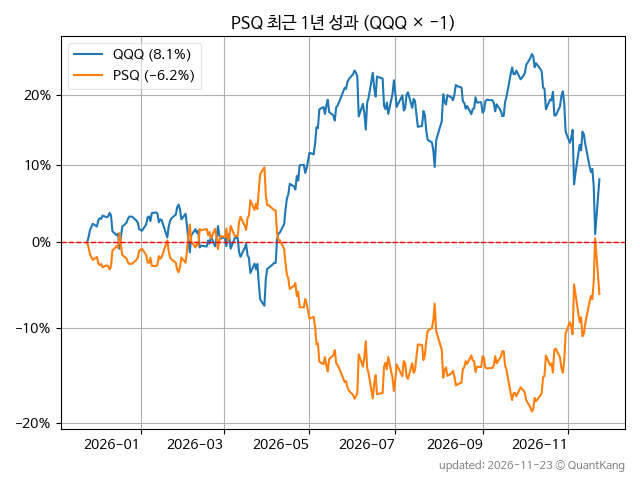 PSQ 최근 1년 성과 (QQQ × −1)
QQQ (8.1%)
PSQ (−6.2%)
20%
10%
0%
−10%
−20%
2026-01 2026-03 2026-05 2026-07 2026-09 2026-11
updated: 2026-11-23 © QuantKang